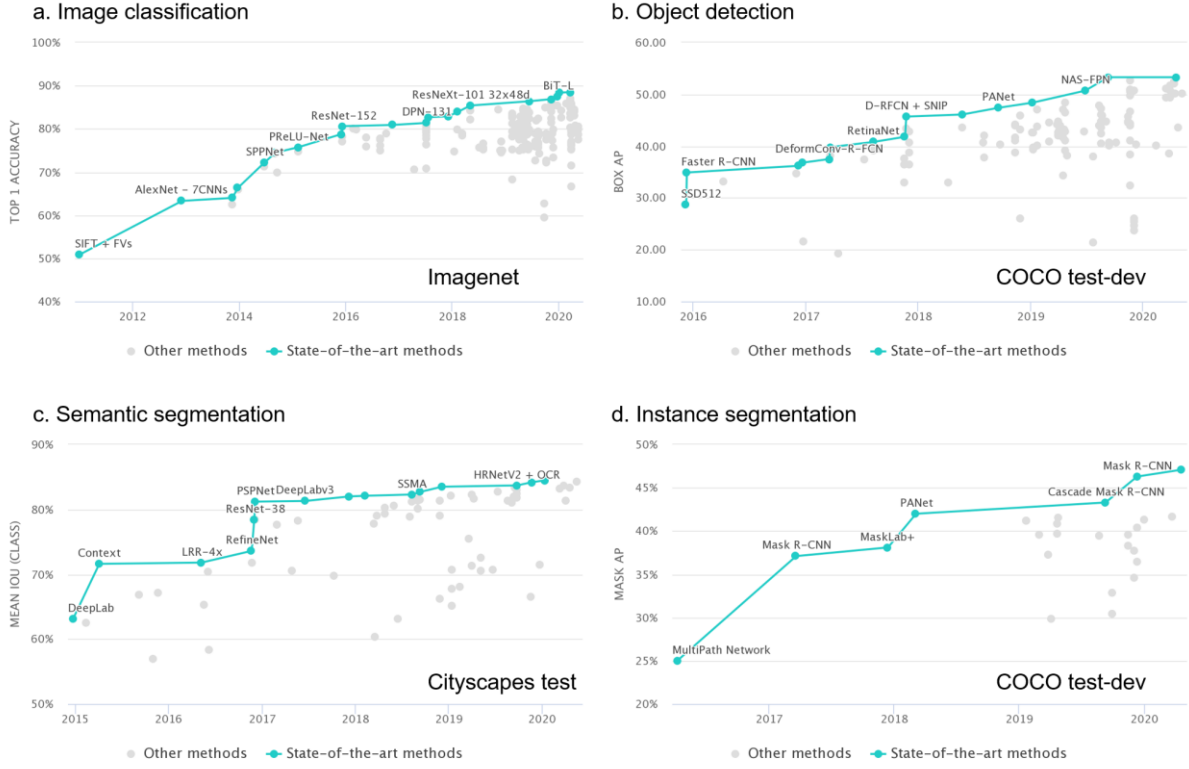 a. Image classification
100%
90%
80%
70%
60%
50%
40%
TOP 1 ACCURACY
SIFT + FVs
AlexNet - 7CNNs
SPPNet
PReLU-Net
ResNet-152
DPN-131
ResNeXt-101 32x48d
BiT-L
Imagenet
2012
2014
2016
2018
2020
Other methods
State-of-the-art methods
b. Object detection
60.00
50.00
40.00
30.00
20.00
10.00
BOX AP
SSD512
Faster R-CNN
DeformConv-R-FCN
RetinaNet
D-RFCN + SNIP
PANet
NAS-FPN
COCO test-dev
2016
2017
2018
2019
2020
Other methods
State-of-the-art methods
c. Semantic segmentation
90%
80%
70%
60%
50%
MEAN IOU (CLASS)
DeepLab
Context
LRR-4x
RefineNet
ResNet-38
PSPNet
DeepLabv3
SSMA
HRNetV2 + OCR
Cityscapes test
2015
2016
2017
2018
2019
2020
Other methods
State-of-the-art methods
d. Instance segmentation
50%
45%
40%
35%
30%
25%
20%
MASK AP
MultiPath Network
Mask R-CNN
MaskLab+
PANet
Cascade Mask R-CNN
Mask R-CNN
COCO test-dev
2017
2018
2019
2020
Other methods
State-of-the-art methods